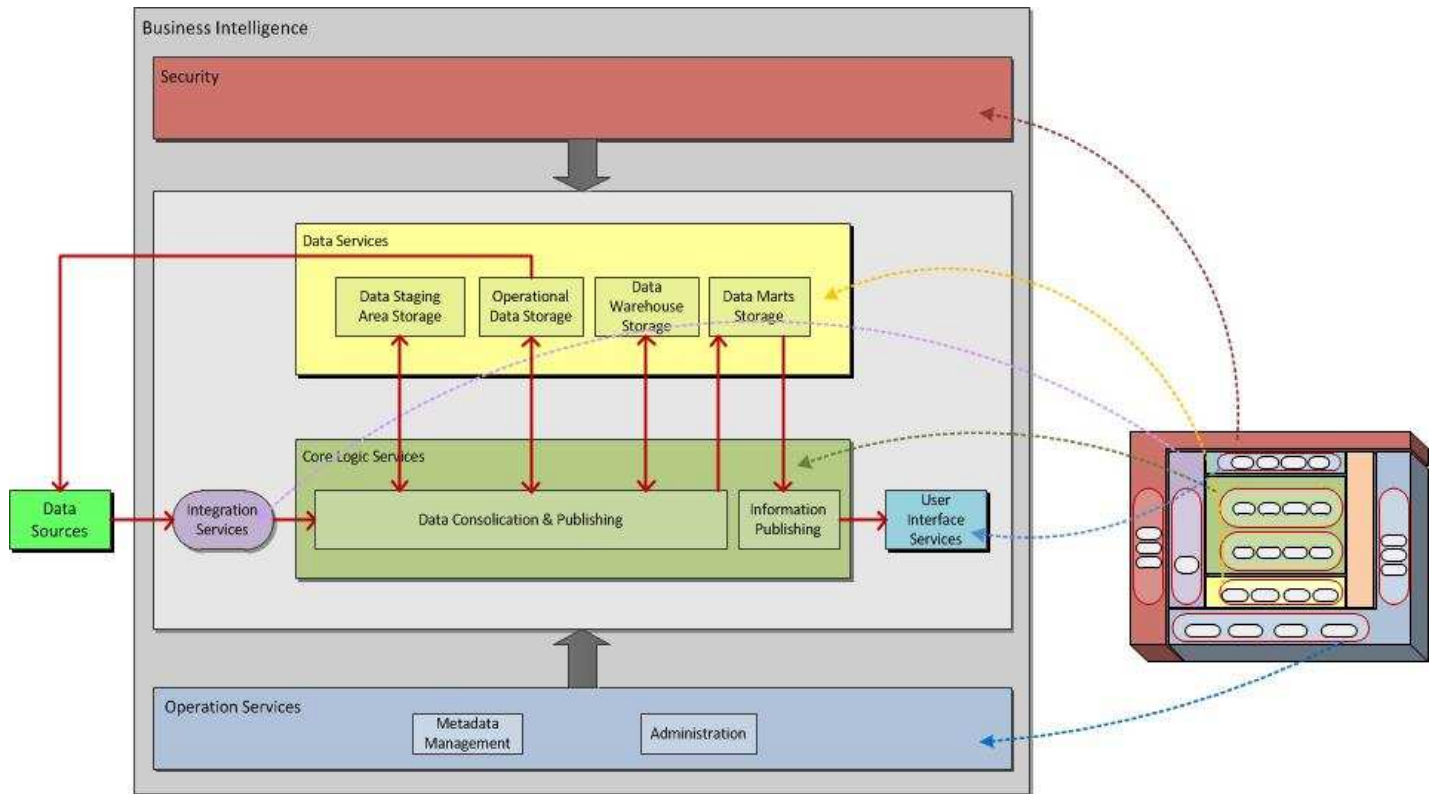 Business Intelligence
Security
Data Services
Data Staging
Area Storage
Operational
Data Storage
Data
Warehouse
Storage
Data Marts
Storage
Core Logic Services
Data
Sources
Integration
Services
Data Consolication & Publishing
Information
Publishing
User
Interface
Services
Operation Services
Metadata
Management
Administration